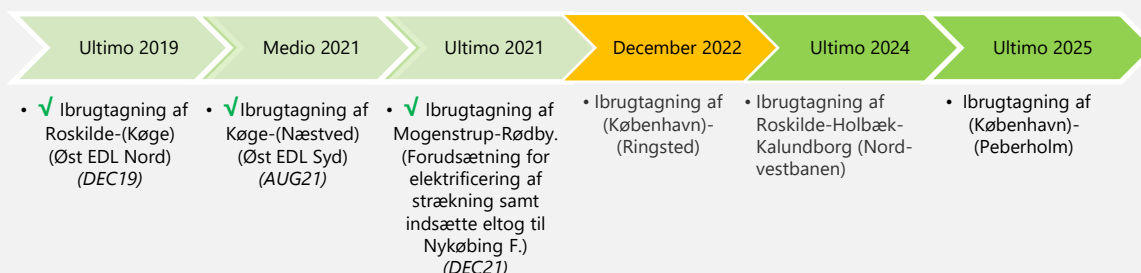 Ultimo 2019
Medio 2021
Ultimo 2021
December 2022
Ultimo 2024
Ultimo 2025
• √ Ibrugtagning af
Roskilde-(Køge)
(Øst EDL Nord)
(DEC19)
• √Ibrugtagning af
Køge-(Næstved)
(Øst EDL Syd)
(AUG21)
• √ Ibrugtagning af
Mogenstrup-Rødby.
(Forudsætning for
elektrificering af
strækning samt
indsætte eltog til
Nykøbing F.)
(DEC21)
• Ibrugtagning af
(København)-
(Ringsted)
• Ibrugtagning af
Roskilde-Holbæk-
Kalundborg (Nord-
vestbanen)
• Ibrugtagning af
(København)-
(Peberholm)